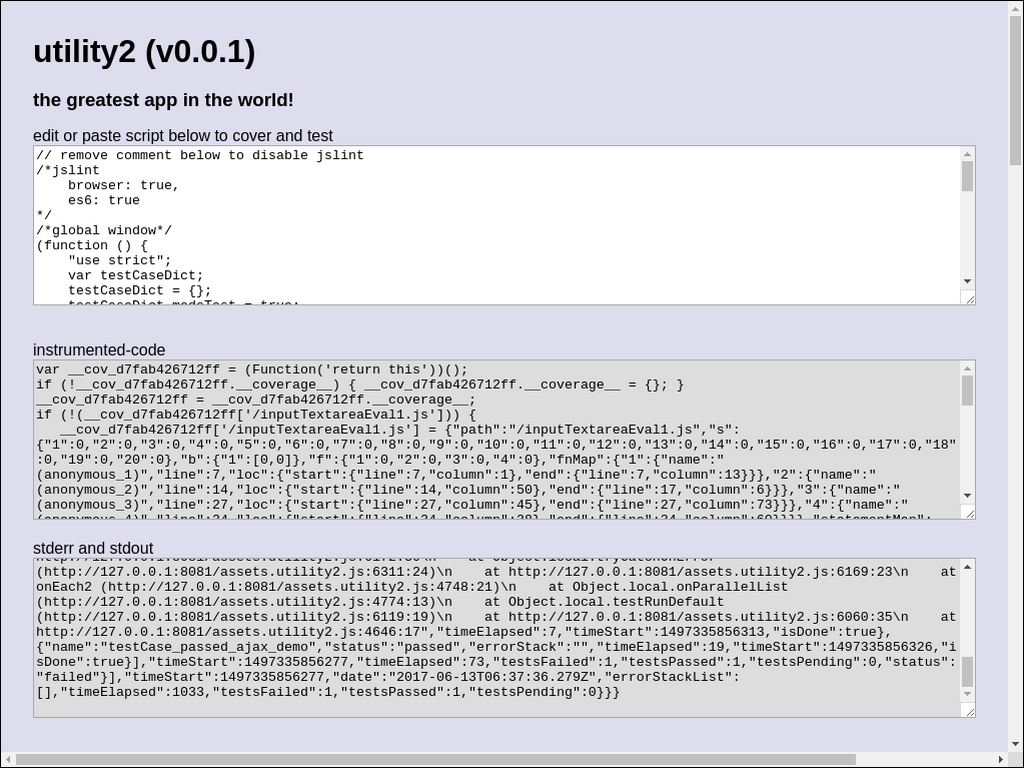 utility2 (v0.0.1)
the greatest app in the world!
edit or paste script below to cover and test
// remove comment below to disable jslint
/*jslint
    browser: true,
    es6: true
*/
/*global window*/
(function () {
    "use strict";
    var testCaseDict;
    testCaseDict = {};
    testCaseDict.modeTest = true;
instrumented-code
var __cov_d7fab426712ff = (Function('return this'))();
if (!__cov_d7fab426712ff.__coverage__) { __cov_d7fab426712ff.__coverage__ = {}; }
__cov_d7fab426712ff = __cov_d7fab426712ff.__coverage__;
if (!(__cov_d7fab426712ff['/inputTextareaEval1.js'])) {
   __cov_d7fab426712ff['/inputTextareaEval1.js'] = {"path":"/inputTextareaEval1.js","s":
{"1":0,"2":0,"3":0,"4":0,"5":0,"6":0,"7":0,"8":0,"9":0,"10":0,"11":0,"12":0,"13":0,"14":0,"15":0,"16":0,"17":0,"18"
:0,"19":0,"20":0},"b":{"1":[0,0]},"f":{"1":0,"2":0,"3":0,"4":0},"fnMap":{"1":{"name":"
(anonymous_1)","line":7,"loc":{"start":{"line":7,"column":1},"end":{"line":7,"column":13}}},"2":{"name":"
(anonymous_2)","line":14,"loc":{"start":{"line":14,"column":50},"end":{"line":17,"column":6}}},"3":{"name":"
(anonymous_3)","line":27,"loc":{"start":{"line":27,"column":45},"end":{"line":27,"column":73}}},"4":{"name":"
stderr and stdout
(http://127.0.0.1:8081/assets.utility2.js:6311:24)\n    at http://127.0.0.1:8081/assets.utility2.js:6169:23\n    at
onEach2 (http://127.0.0.1:8081/assets.utility2.js:4748:21)\n    at Object.local.onParallelList
(http://127.0.0.1:8081/assets.utility2.js:4774:13)\n    at Object.local.testRunDefault
(http://127.0.0.1:8081/assets.utility2.js:6119:19)\n    at Object.local.testRunDefault
(http://127.0.0.1:8081/assets.utility2.js:6060:35)\n    at
http://127.0.0.1:8081/assets.utility2.js:4646:17","timeElapsed":7,"timeStart":1497335856313,"isDone":true},
{"name":"testCase_passed_ajax_demo","status":"passed","errorStack":"","timeElapsed":19,"timeStart":1497335856326,"i
sDone":true}],"timeStart":1497335856277,"timeElapsed":73,"testsFailed":1,"testsPassed":1,"testsPending":0,"status":
"failed"}],"timeStart":1497335856277,"date":"2017-06-13T06:37:36.279Z","errorStackList":
[],"timeElapsed":1033,"testsFailed":1,"testsPassed":1,"testsPending":0}}}